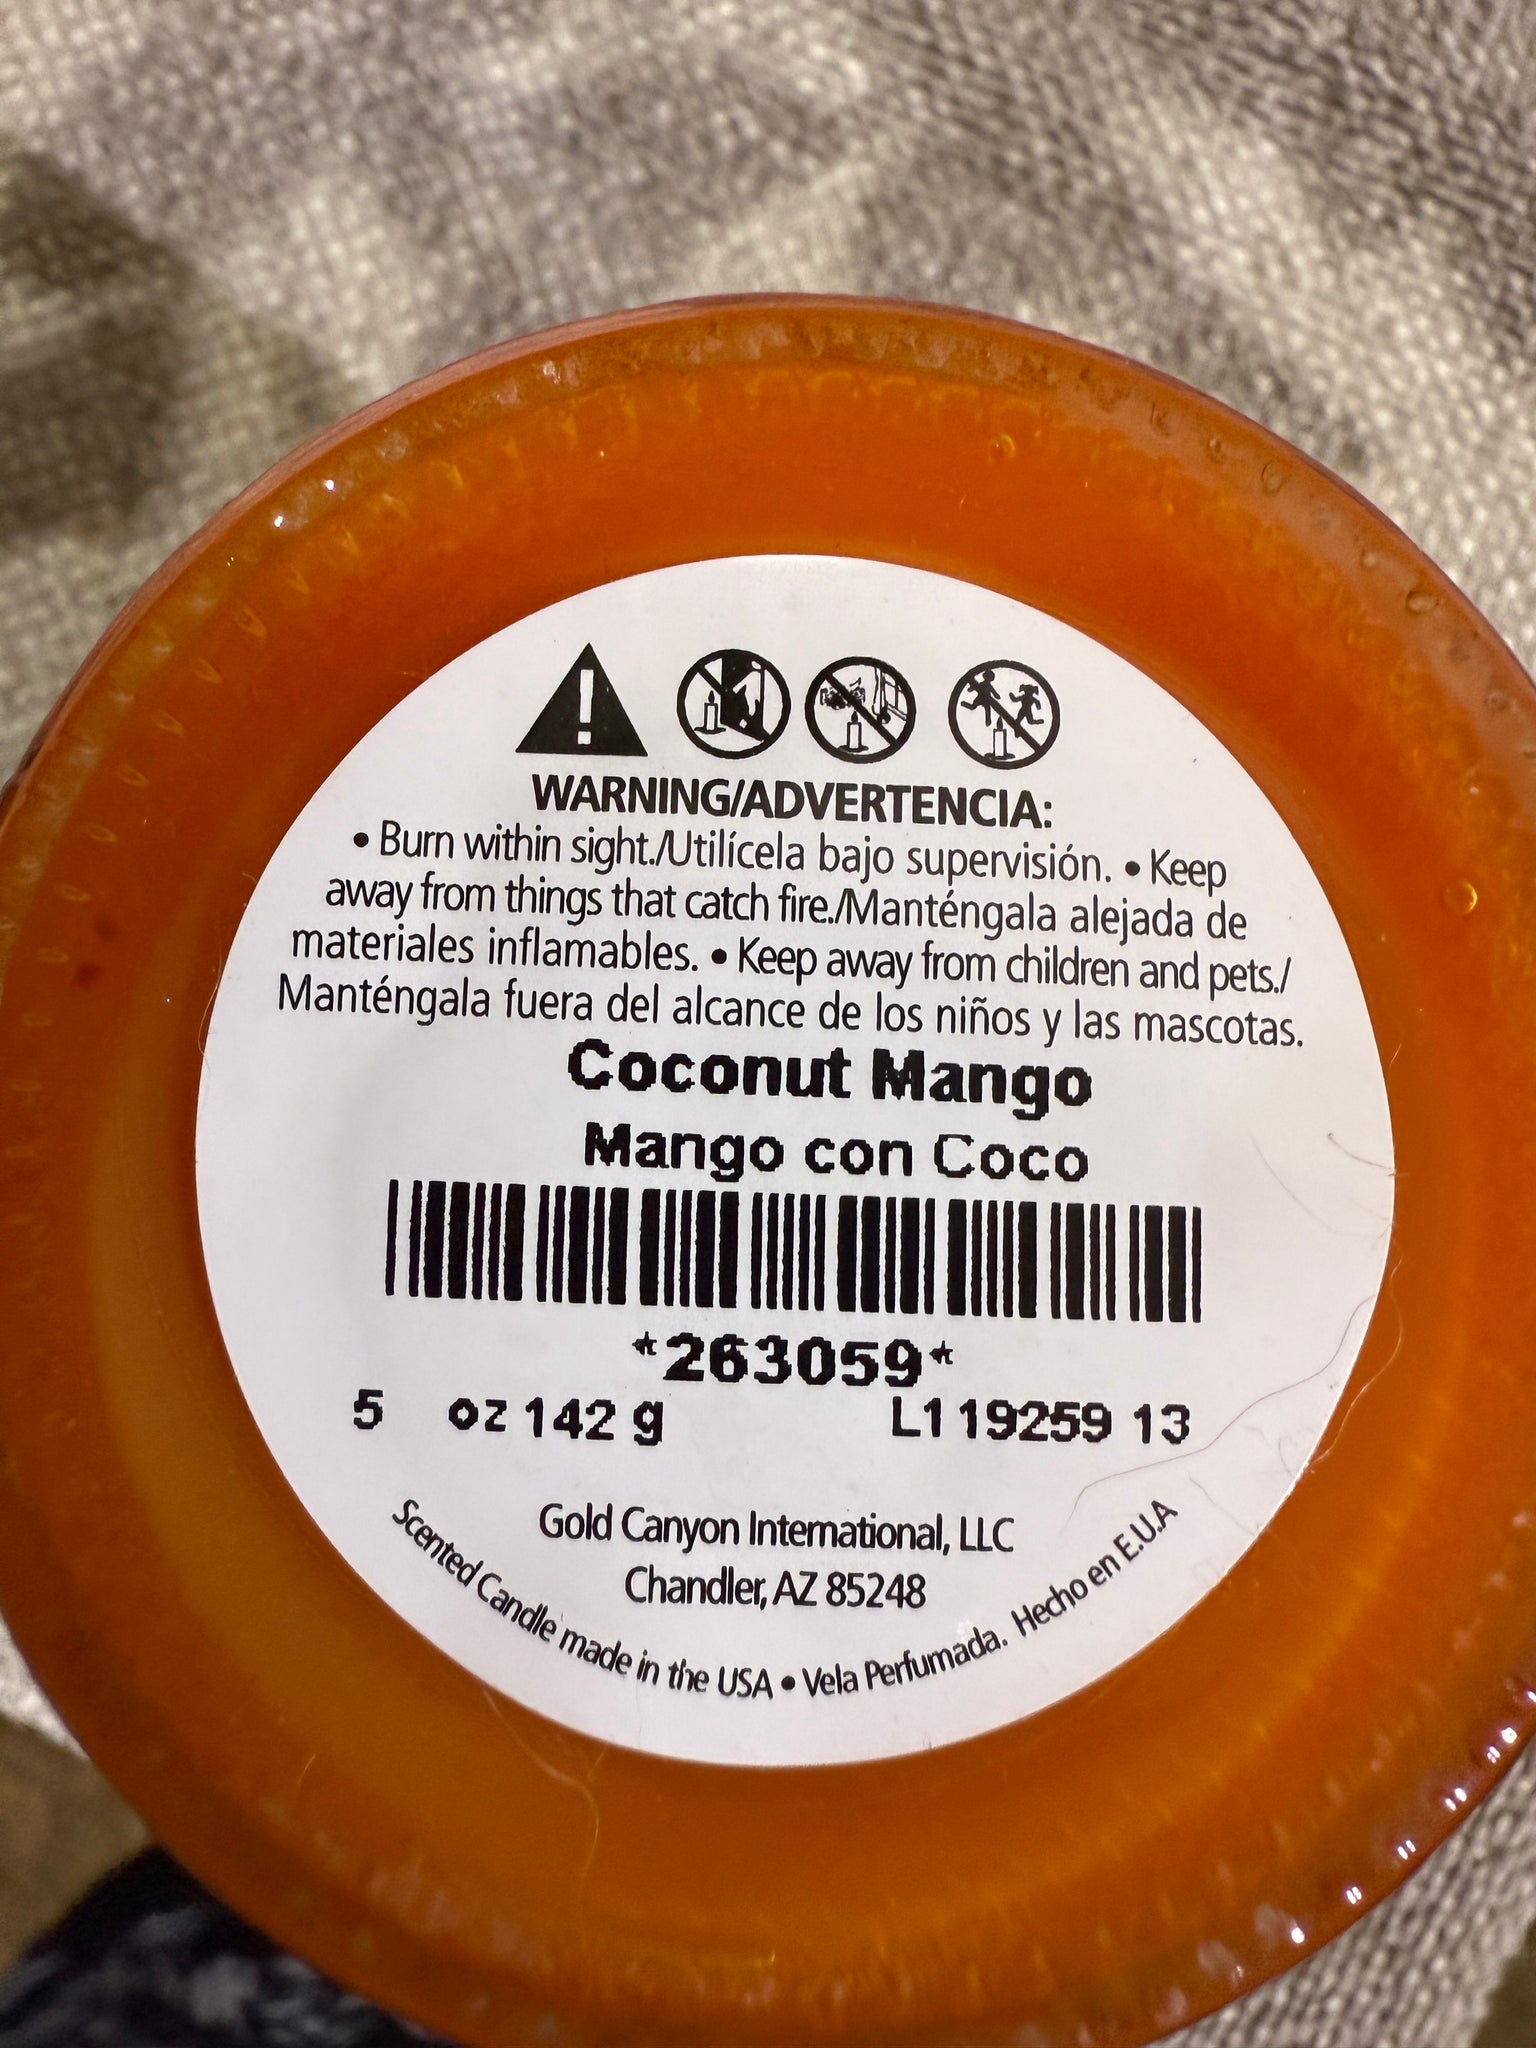 WARNING/ADVERTENCIA:
• Burn within sight./Utilícela bajo supervisión. • Keep
away from things that catch fire./Manténgala alejada de
materiales inflamables. • Keep away from children and pets./
Manténgala fuera del alcance de los niños y las mascotas.
Coconut Mango
Mango con Coco
*263059*
5 oz 142 g L119259 13
Gold Canyon International, LLC
Chandler, AZ 85248
Scented Candle made in the USA • Vela Perfumada. Hecho en E.U.A